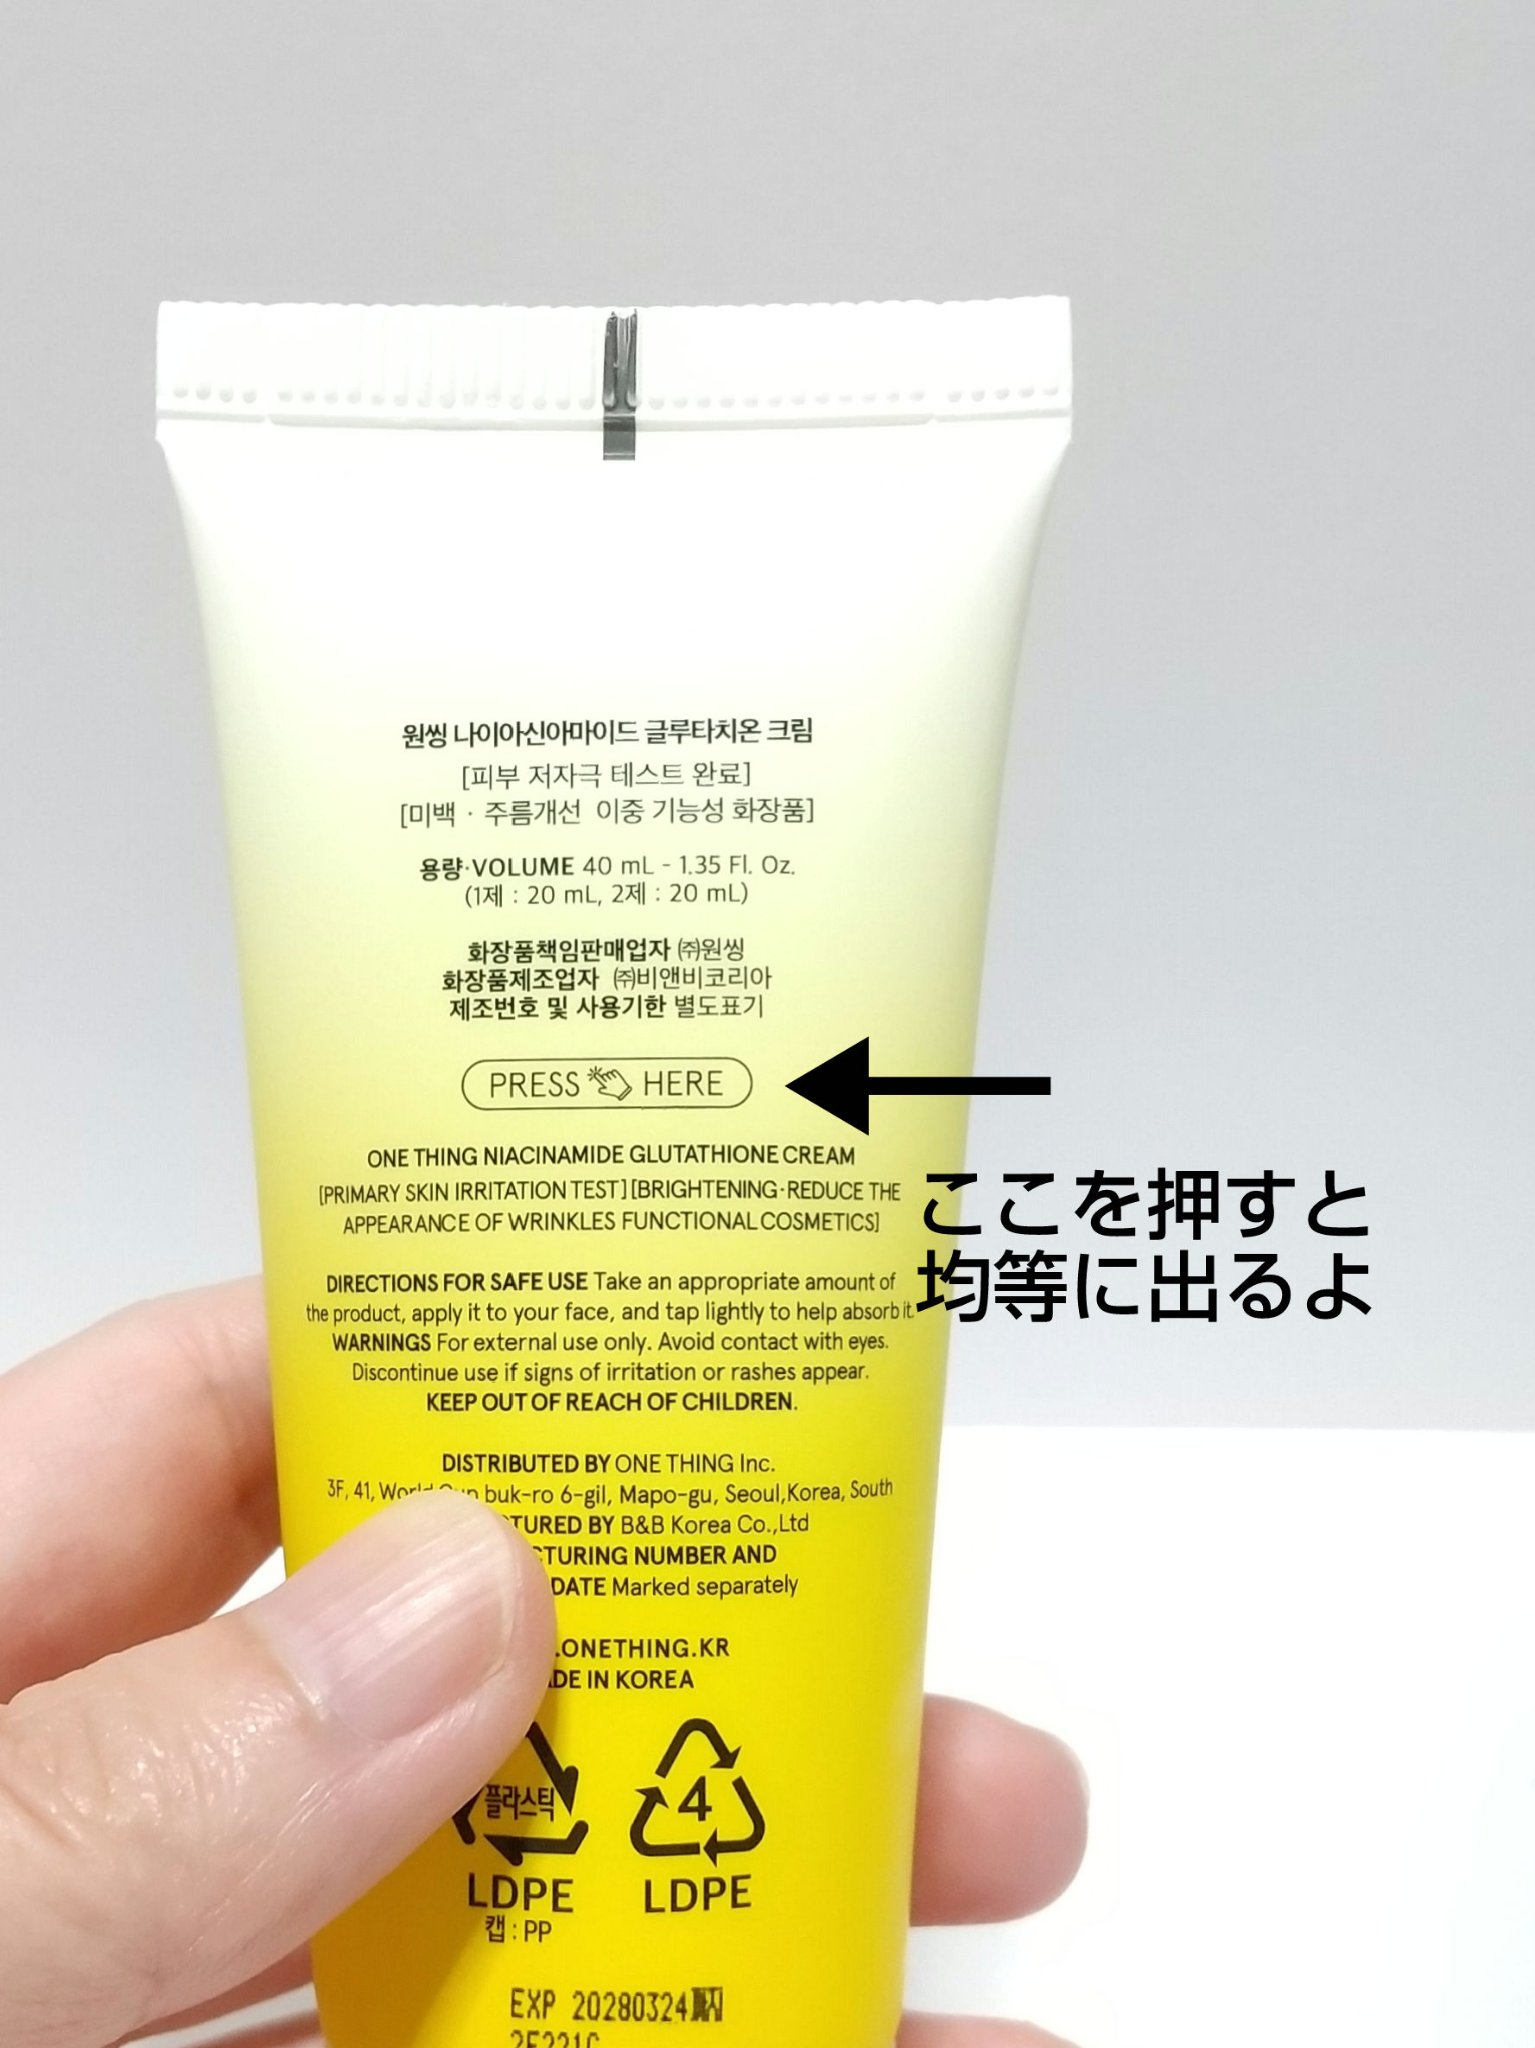 원씽 나이아신아마이드 글루타치온 크림
[피부 저자극 테스트 완료]
[미백 · 주름개선 이중 기능성 화장품]
용량·VOLUME 40 mL - 1.35 Fl. Oz.
(1제 : 20 mL, 2제 : 20 mL)
화장품책임판매업자 ㈜원씽
화장품제조업자 ㈜비앤비코리아
제조번호 및 사용기한 별도표기
PRESS HERE
ONE THING NIACINAMIDE GLUTATHIONE CREAM
[PRIMARY SKIN IRRITATION TEST] [BRIGHTENING·REDUCE THE
APPEARANCE OF WRINKLES FUNCTIONAL COSMETICS]
ここを押すと
均等に出るよ
DIRECTIONS FOR SAFE USE Take an appropriate amount of
the product, apply it to your face, and tap lightly to help absorb it.
WARNINGS For external use only. Avoid contact with eyes.
Discontinue use if signs of irritation or rashes appear.
KEEP OUT OF REACH OF CHILDREN.
DISTRIBUTED BY ONE THING Inc.
3F, 41, World buk-ro 6-gil, Mapo-gu, Seoul,Korea, South
BY B&B Korea Co.,Ltd
NUMBER AND
DATE Marked separately
.ONETHING.KR
IN KOREA
플라스틱
4
LDPE
LDPE
캡 : PP
EXP 20280324